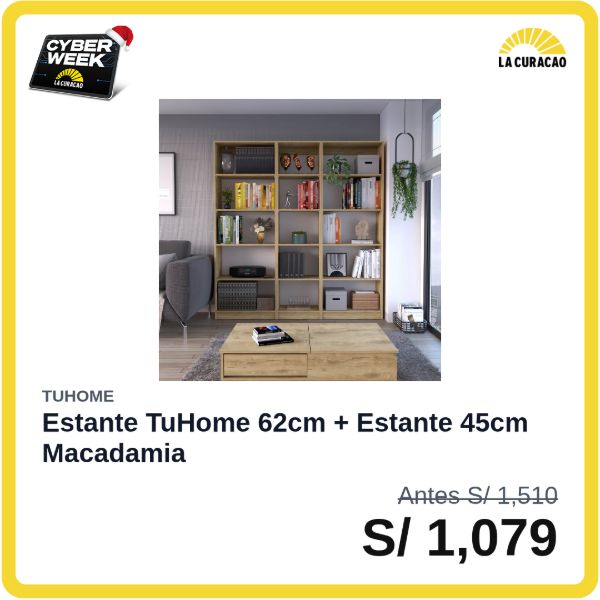 CYBER
WEEK
LA CURACAO
LA CURACAO
TUHOME
Estante TuHome 62cm + Estante 45cm
Macadamia
Antes S/ 1,510
S/ 1,079